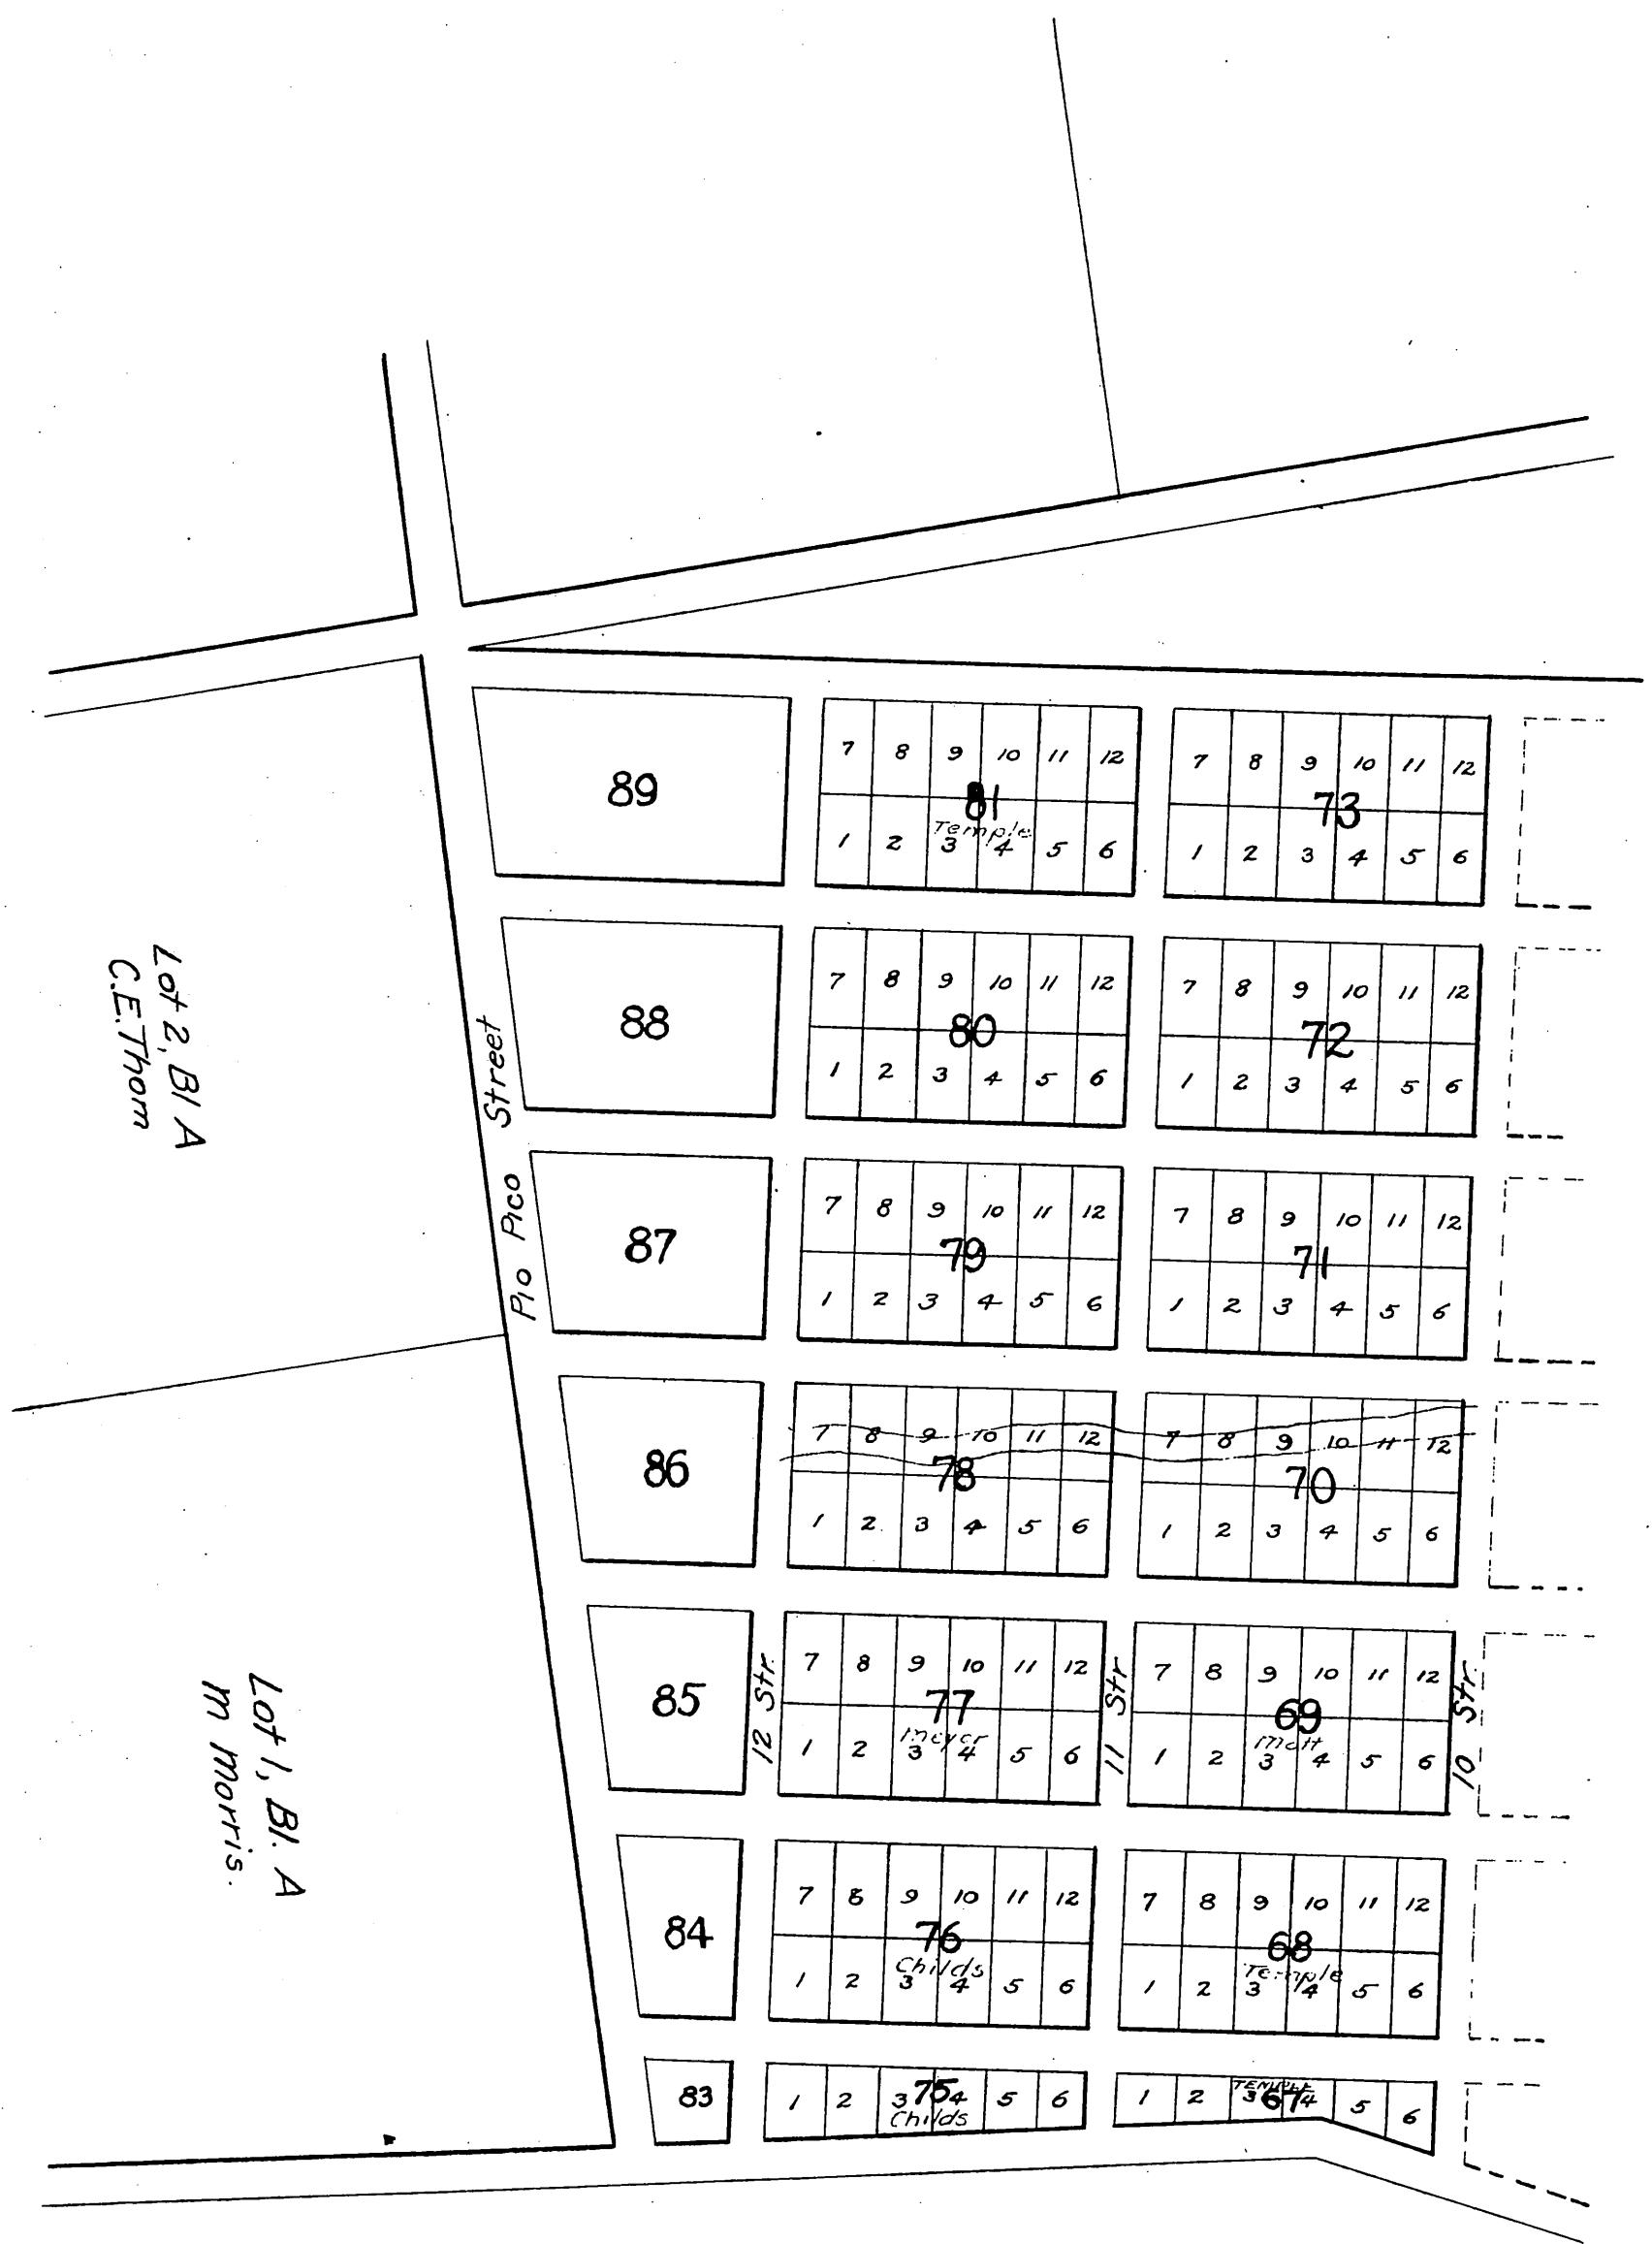 89
7 8 9 10 11 12
81
Temple
1 2 3 4 5 6
7 8 9 10 11 12
73
1 2 3 4 5 6
88
7 8 9 10 11 12
80
1 2 3 4 5 6
7 8 9 10 11 12
72
1 2 3 4 5 6
87
7 8 9 10 11 12
79
1 2 3 4 5 6
7 8 9 10 11 12
71
1 2 3 4 5 6
86
7 8 9 10 11 12
78
1 2 3 4 5 6
7 8 9 10 11 12
70
1 2 3 4 5 6
85
12 Str.
7 8 9 10 11 12
77
Meyer
1 2 3 4 5 6
11 Str
7 8 9 10 11 12
69
Mott
1 2 3 4 5 6
10 Str.
84
7 8 9 10 11 12
76
Childs
1 2 3 4 5 6
7 8 9 10 11 12
68
Temple
1 2 3 4 5 6
83
1 2 3 4 5 6
75
Childs
TEMPLE
1 2 3 4 5 6
67
Pio Pico Street
Lot 2, Bl A
C.E.Thom
Lot 1, Bl. A
M Morris.